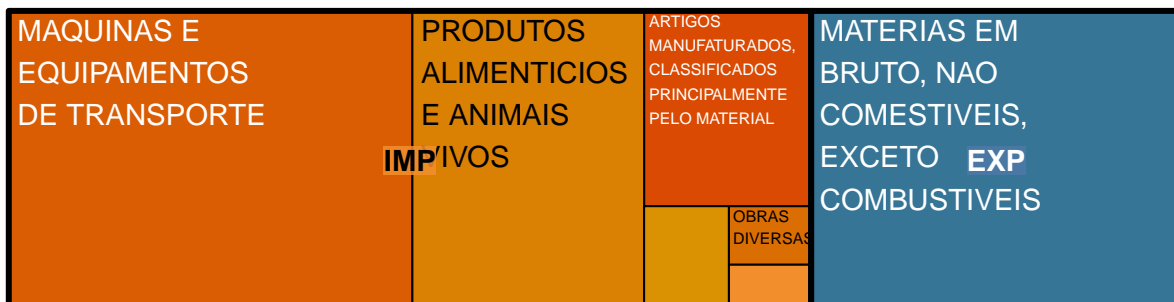 MAQUINAS E
EQUIPAMENTOS
DE TRANSPORTE
IMP
PRODUTOS
ALIMENTICIOS
E ANIMAIS
VIVOS
ARTIGOS
MANUFATURADOS,
CLASSIFICADOS
PRINCIPALMENTE
PELO MATERIAL
OBRAS
DIVERSAS
MATERIAS EM
BRUTO, NAO
COMESTIVEIS,
EXCETO
COMBUSTIVEIS
EXP